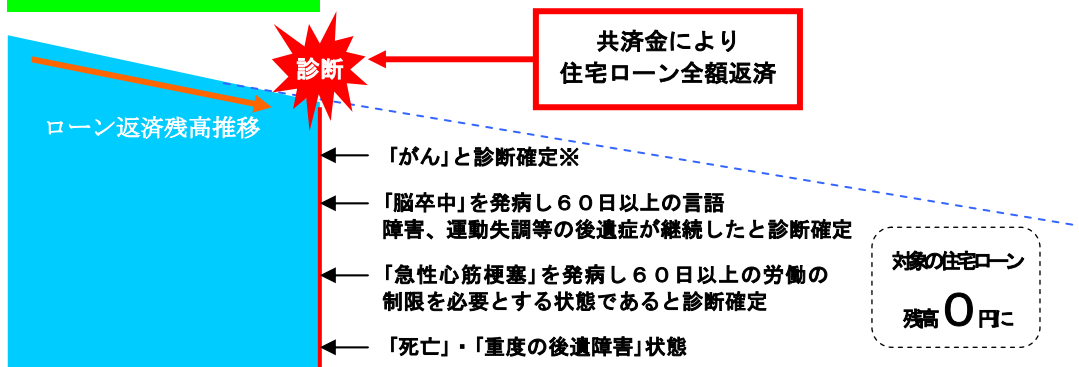 共済金により
住宅ローン全額返済
診断
ローン返済残高推移
「がん」と診断確定※
「脳卒中」を発病し６０日以上の言語
障害、運動失調等の後遺症が継続したと診断確定
「急性心筋梗塞」を発病し６０日以上の労働の
制限を必要とする状態であると診断確定
「死亡」・「重度の後遺障害」状態
対象の住宅ローン
残高０円に